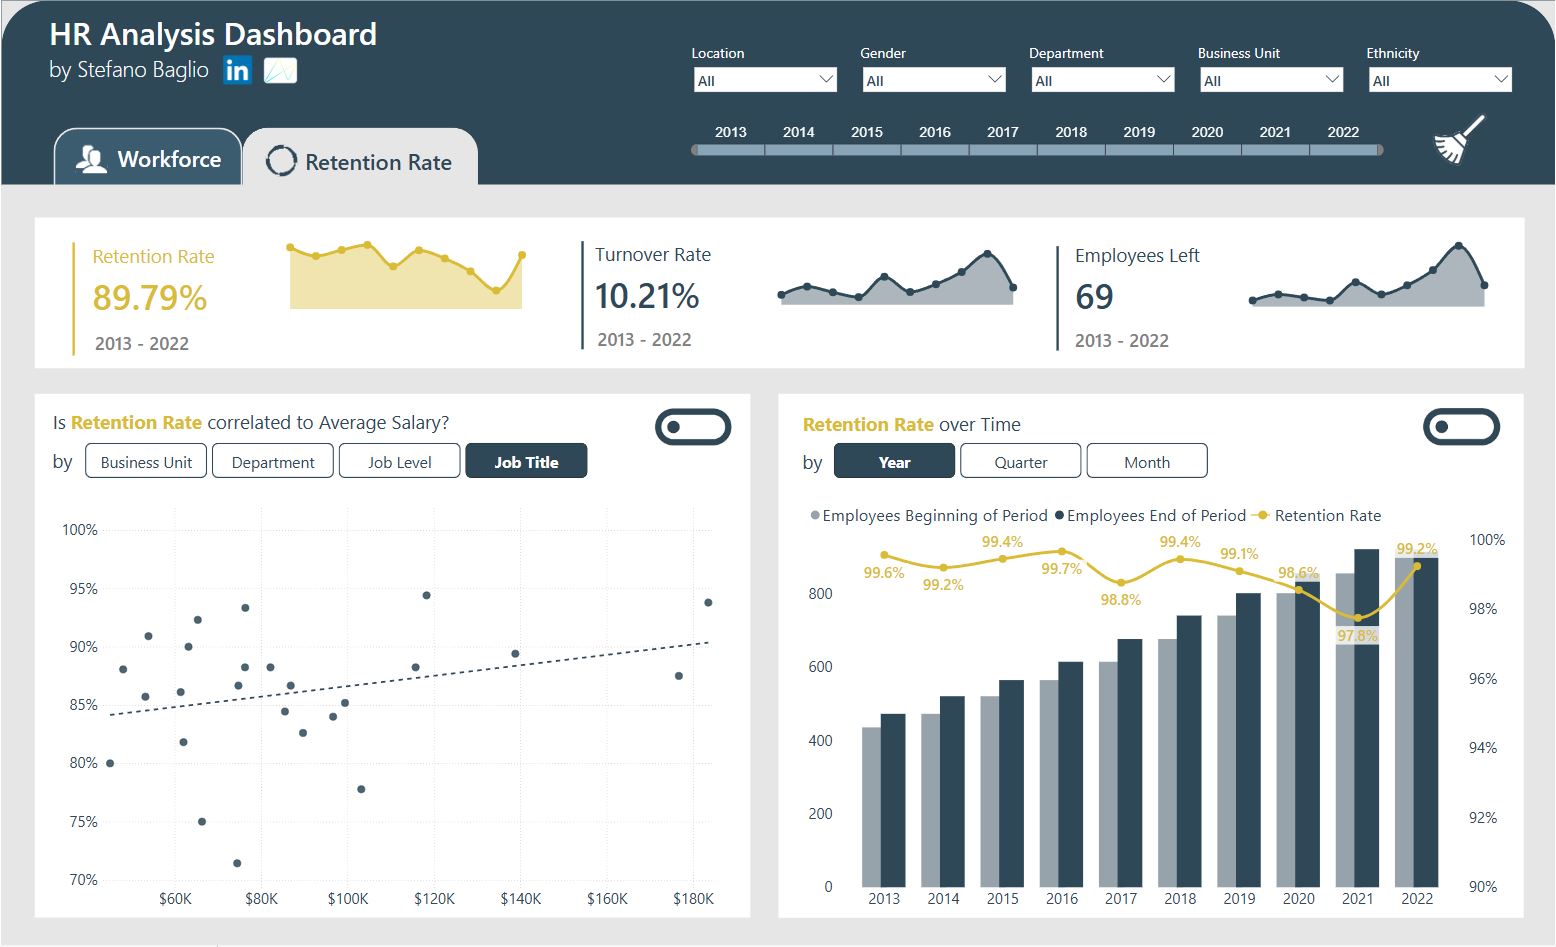 HR Analysis Dashboard
by Stefano Baglio in
Location Gender Department Business Unit Ethnicity
All All All All All
2013 2014 2015 2016 2017 2018 2019 2020 2021 2022
Workforce Retention Rate
Retention Rate
89.79%
2013 - 2022
Turnover Rate
10.21%
2013 - 2022
Employees Left
69
2013 - 2022
Is Retention Rate correlated to Average Salary?
by Business Unit Department Job Level Job Title
100%
95%
90%
85%
80%
75%
70%
$60K $80K $100K $120K $140K $160K $180K
Retention Rate over Time
by Year Quarter Month
Employees Beginning of Period Employees End of Period Retention Rate
99.6% 99.2% 99.4% 99.7% 98.8% 99.4% 99.1% 98.6% 97.8% 99.2%
800
600
400
200
0
100%
98%
96%
94%
92%
90%
2013 2014 2015 2016 2017 2018 2019 2020 2021 2022